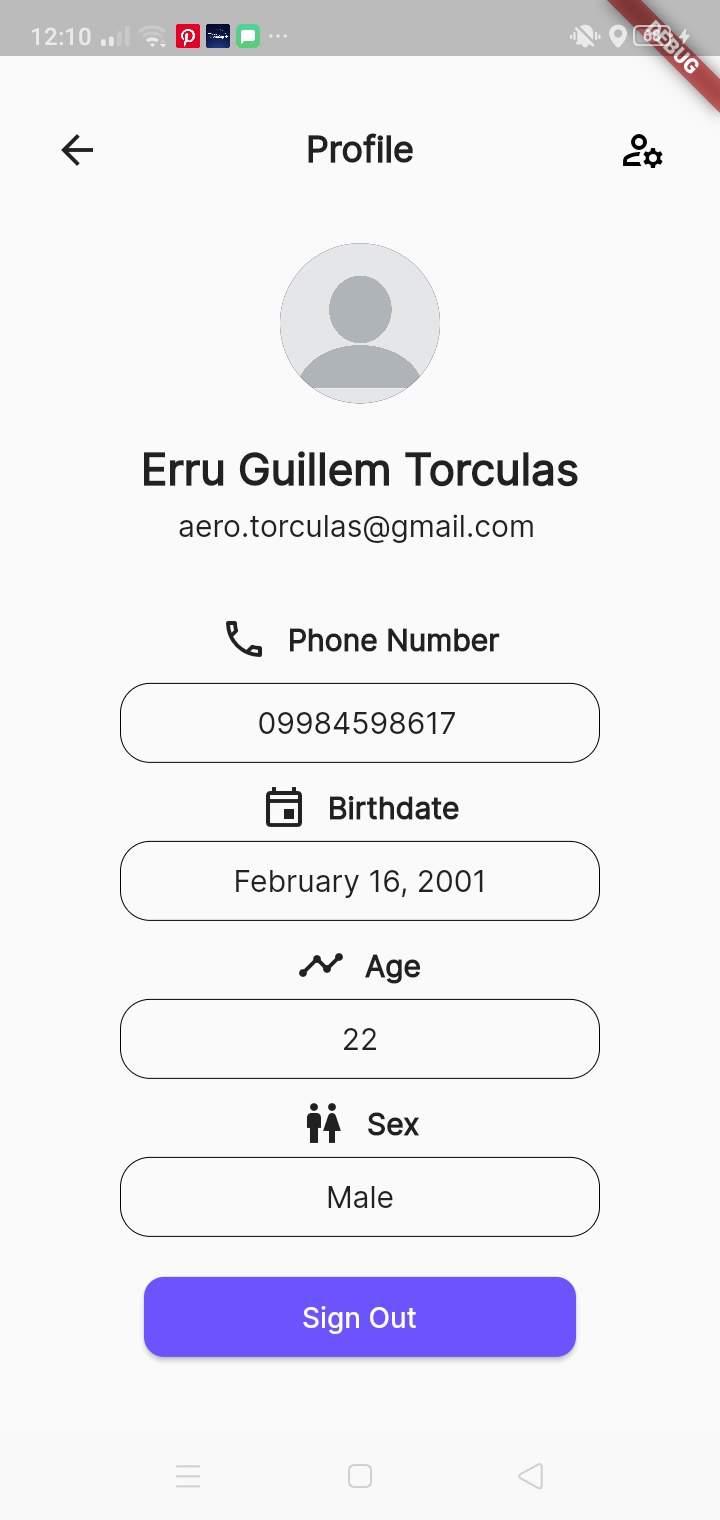 12:10
68
DEBUG
Profile
Erru Guillem Torculas
aero.torculas@gmail.com
Phone Number
09984598617
Birthdate
February 16, 2001
Age
22
Sex
Male
Sign Out